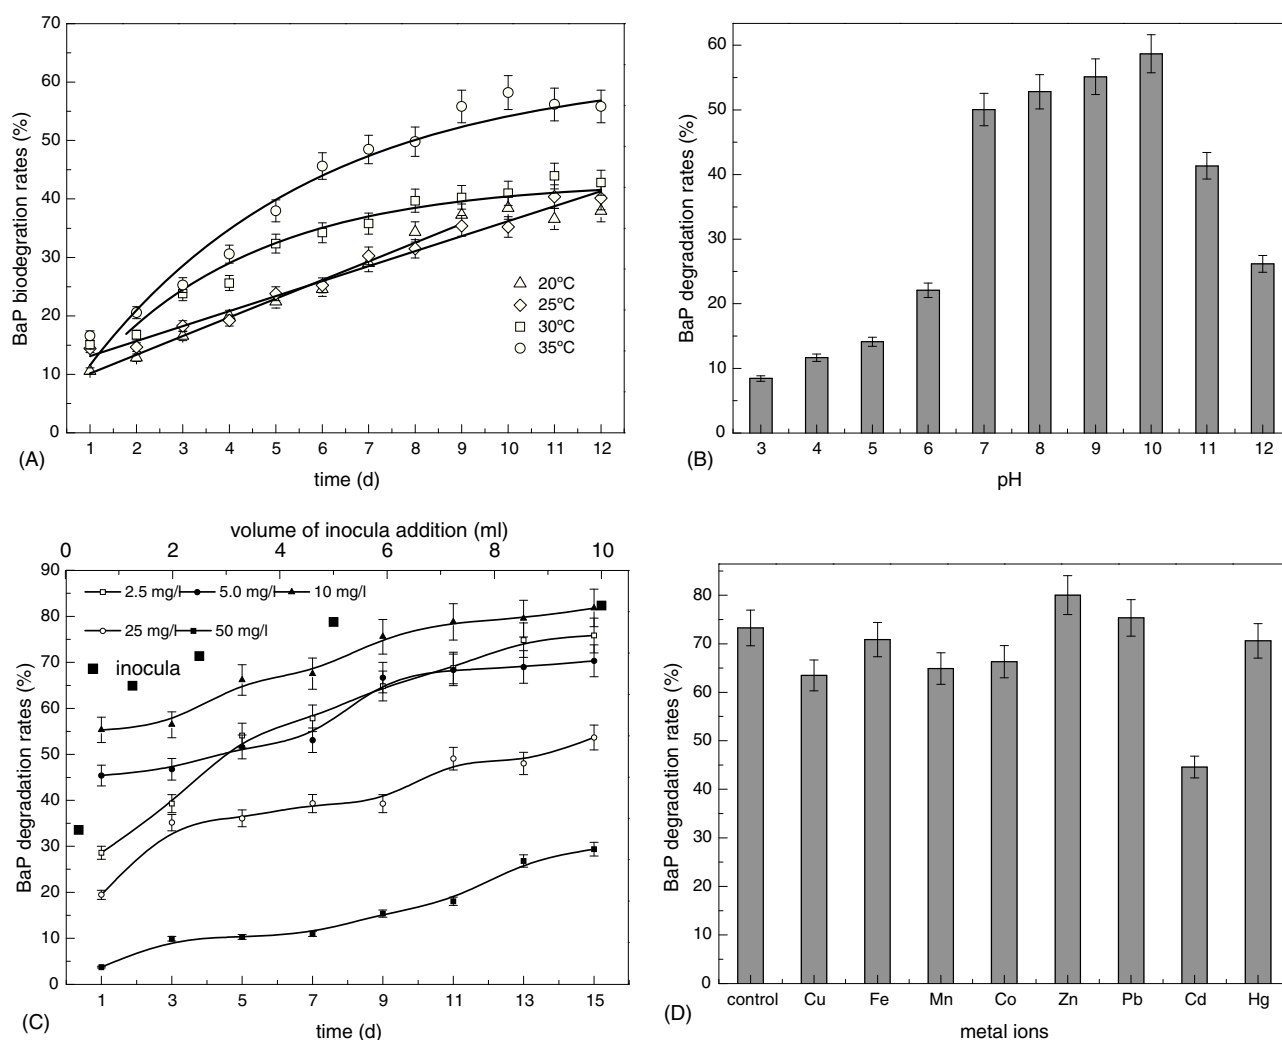 70
60
50
40
30
20
10
0
BaP biodegration rates (%)
20°C
25°C
30°C
35°C
1 2 3 4 5 6 7 8 9 10 11 12
(A)
time (d)
60
50
40
30
20
10
0
BaP degradation rates (%)
3 4 5 6 7 8 9 10 11 12
(B)
pH
volume of inocula addition (ml)
0 2 4 6 8 10
90
80
70
60
50
40
30
20
10
0
BaP degradation rates (%)
2.5 mg/l 5.0 mg/l 10 mg/l
25 mg/l 50 mg/l
inocula
1 3 5 7 9 11 13 15
(C)
time (d)
80
70
60
50
40
30
20
10
0
BaP degradation rates (%)
control Cu Fe Mn Co Zn Pb Cd Hg
(D)
metal ions